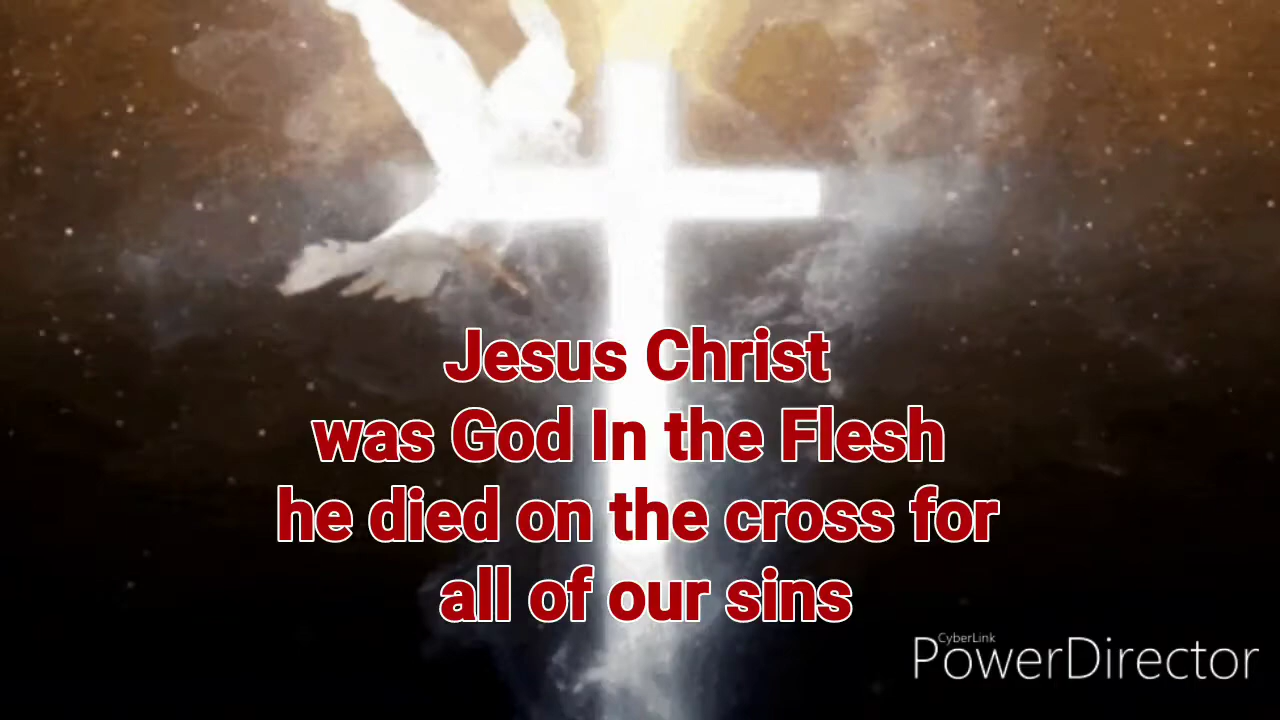 Jesus Christ
was God In the Flesh
he died on the cross for
all of our sins
CyberLink
PowerDirector